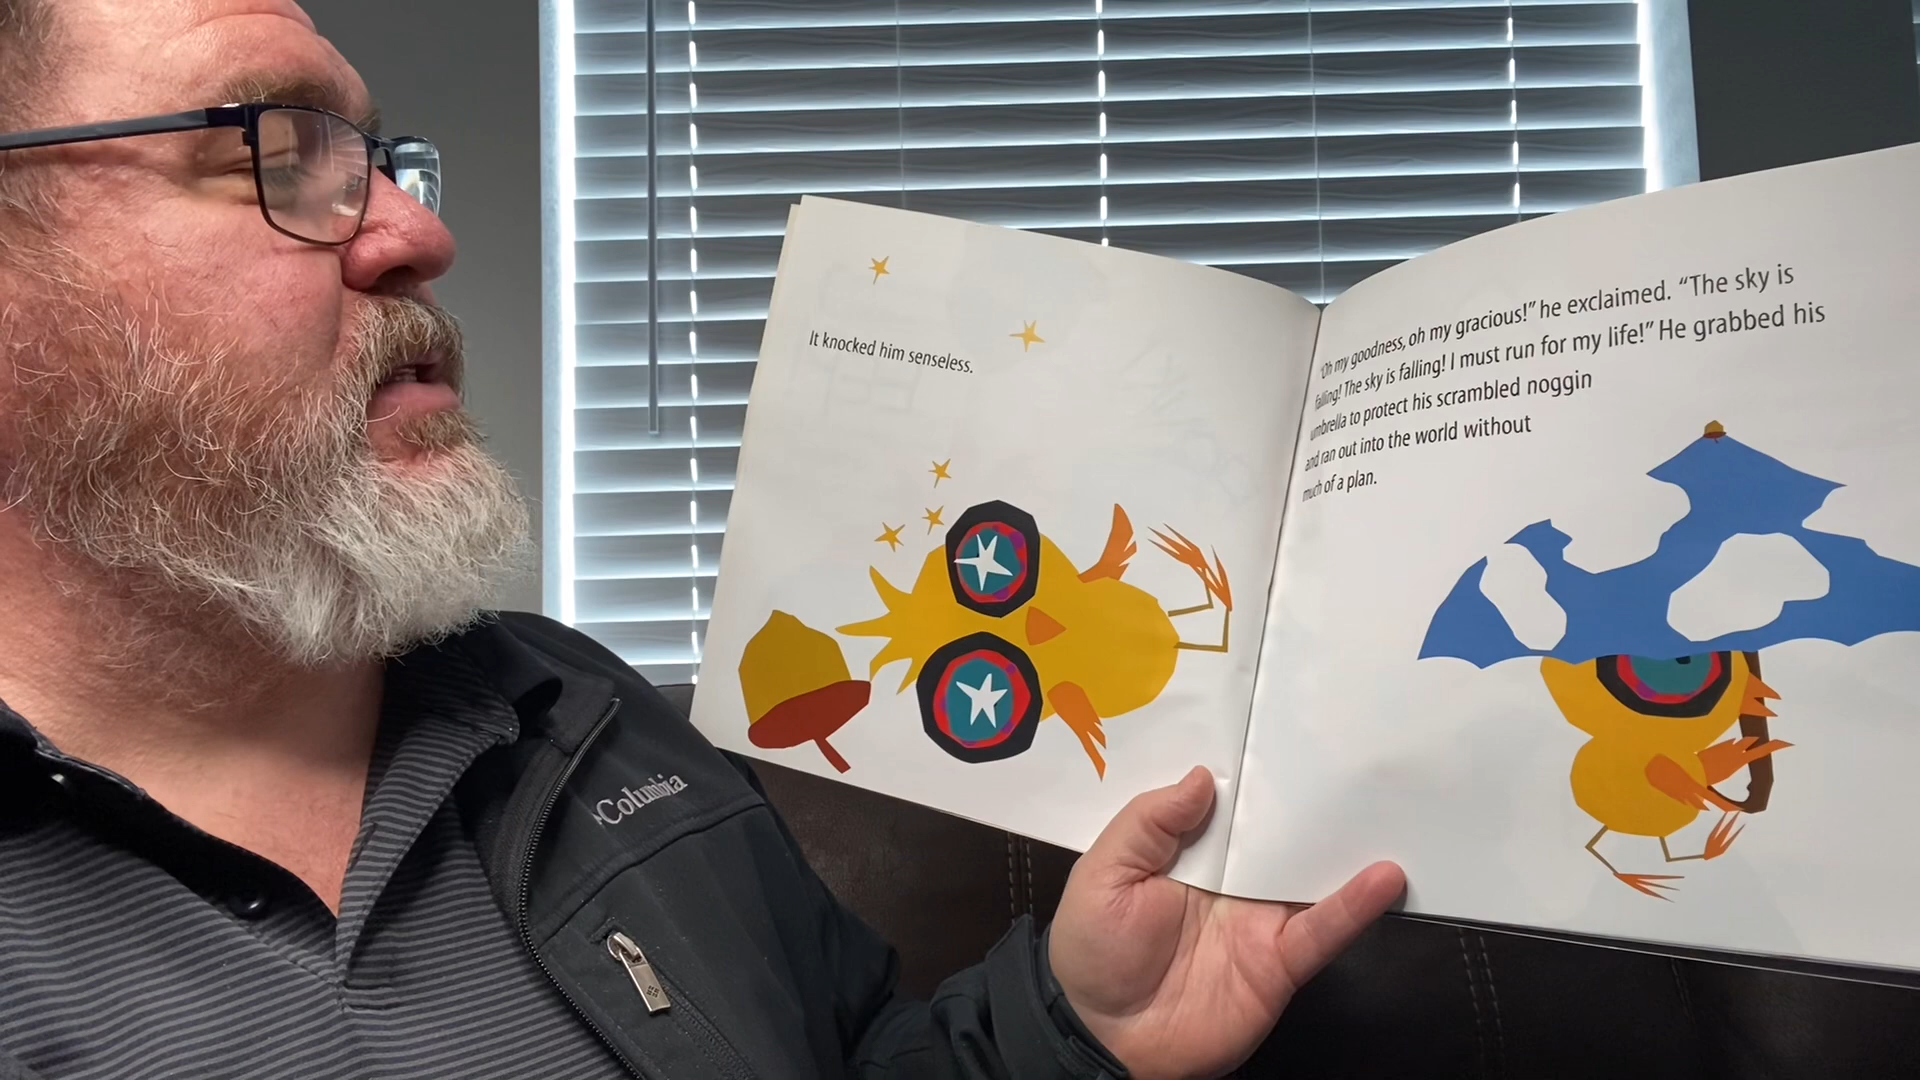 It knocked him senseless.
"Oh my goodness, oh my gracious!" he exclaimed. "The sky is
falling! The sky is falling! I must run for my life!" He grabbed his
umbrella to protect his scrambled noggin
and ran out into the world without
much of a plan.
Columbia